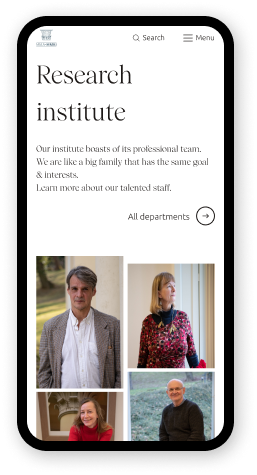 Search
Menu
Research
institute
Our institute boasts of its professional team.
We are like a big family that has the same goal
& interests.
Learn more about our talented staff.
All departments